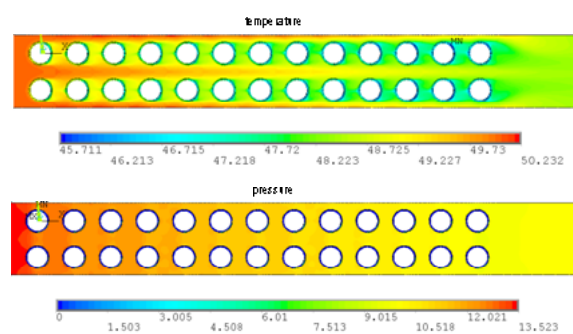 temperature
MN
45.711 46.715 47.72 48.725 49.73
46.213 47.218 48.223 49.227 50.232
pressure
MN
0 3.005 6.01 9.015 12.021
1.503 4.508 7.513 10.518 13.523